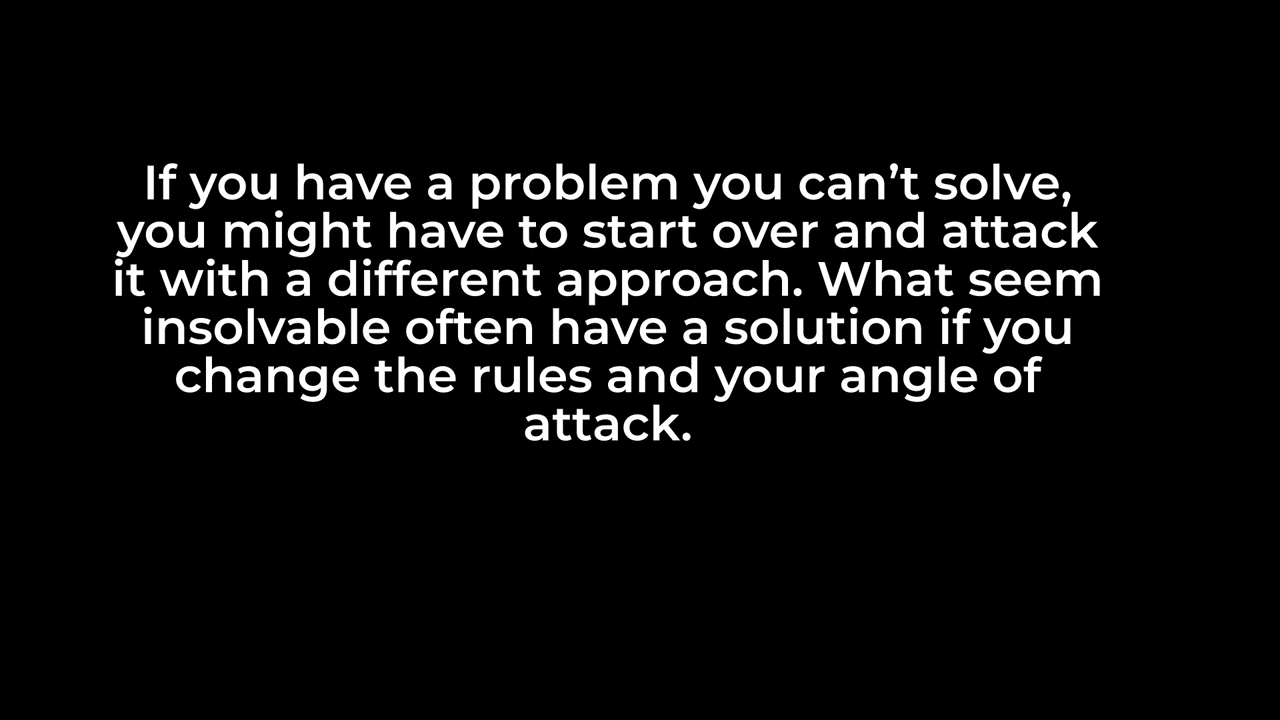 If you have a problem you can’t solve,
you might have to start over and attack
it with a different approach. What seem
insolvable often have a solution if you
change the rules and your angle of
attack.